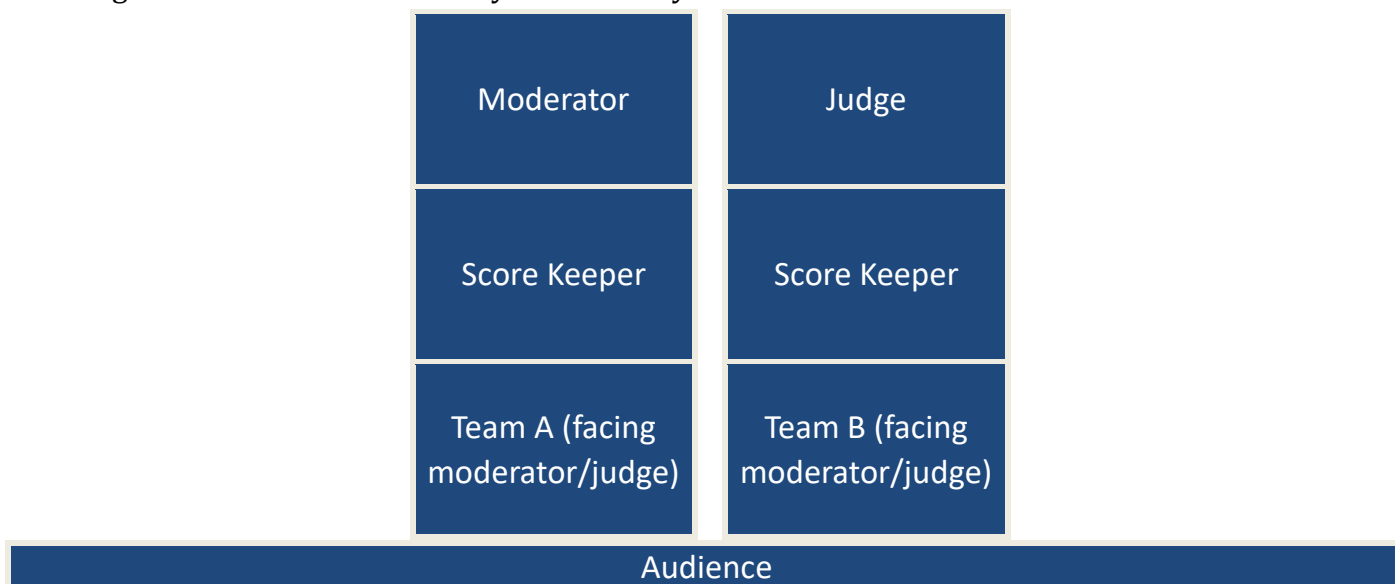 Moderator
Judge
Score Keeper
Score Keeper
Team A (facing
moderator/judge)
Team B (facing
moderator/judge)
Audience